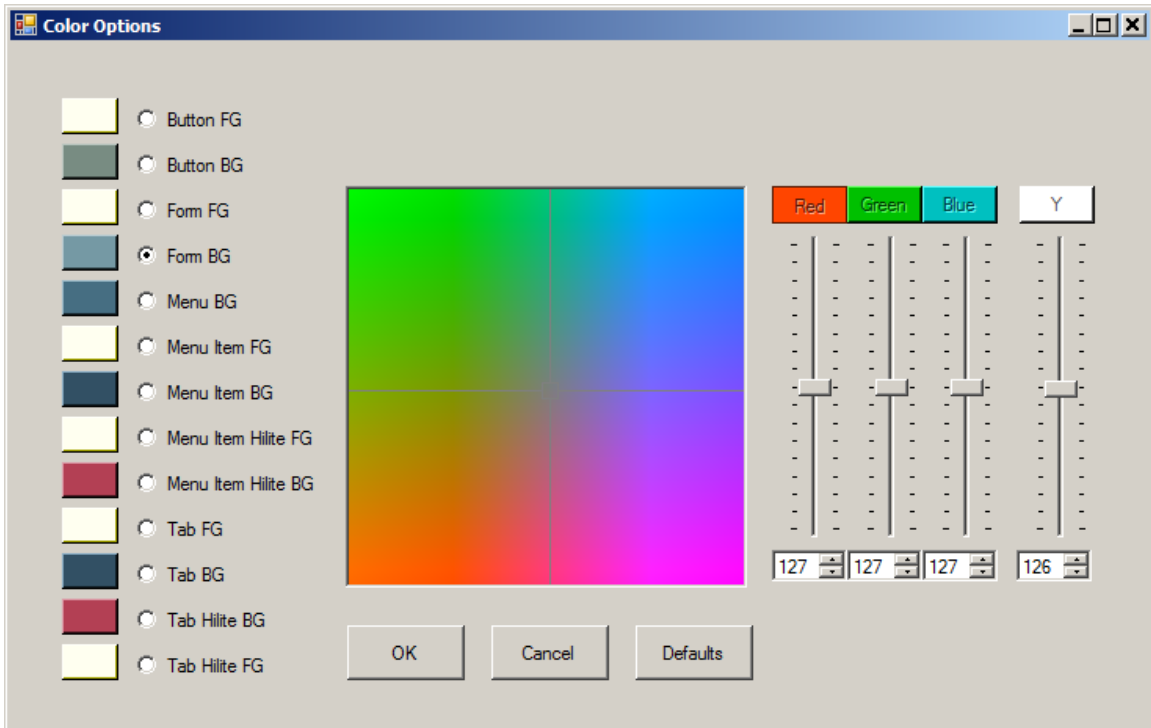 Color Options
Button FG
Button BG
Form FG
Form BG
Menu BG
Menu Item FG
Menu Item BG
Menu Item Hilite FG
Menu Item Hilite BG
Tab FG
Tab BG
Tab Hilite BG
Tab Hilite FG
Red Green Blue Y
127 127 127 126
OK Cancel Defaults